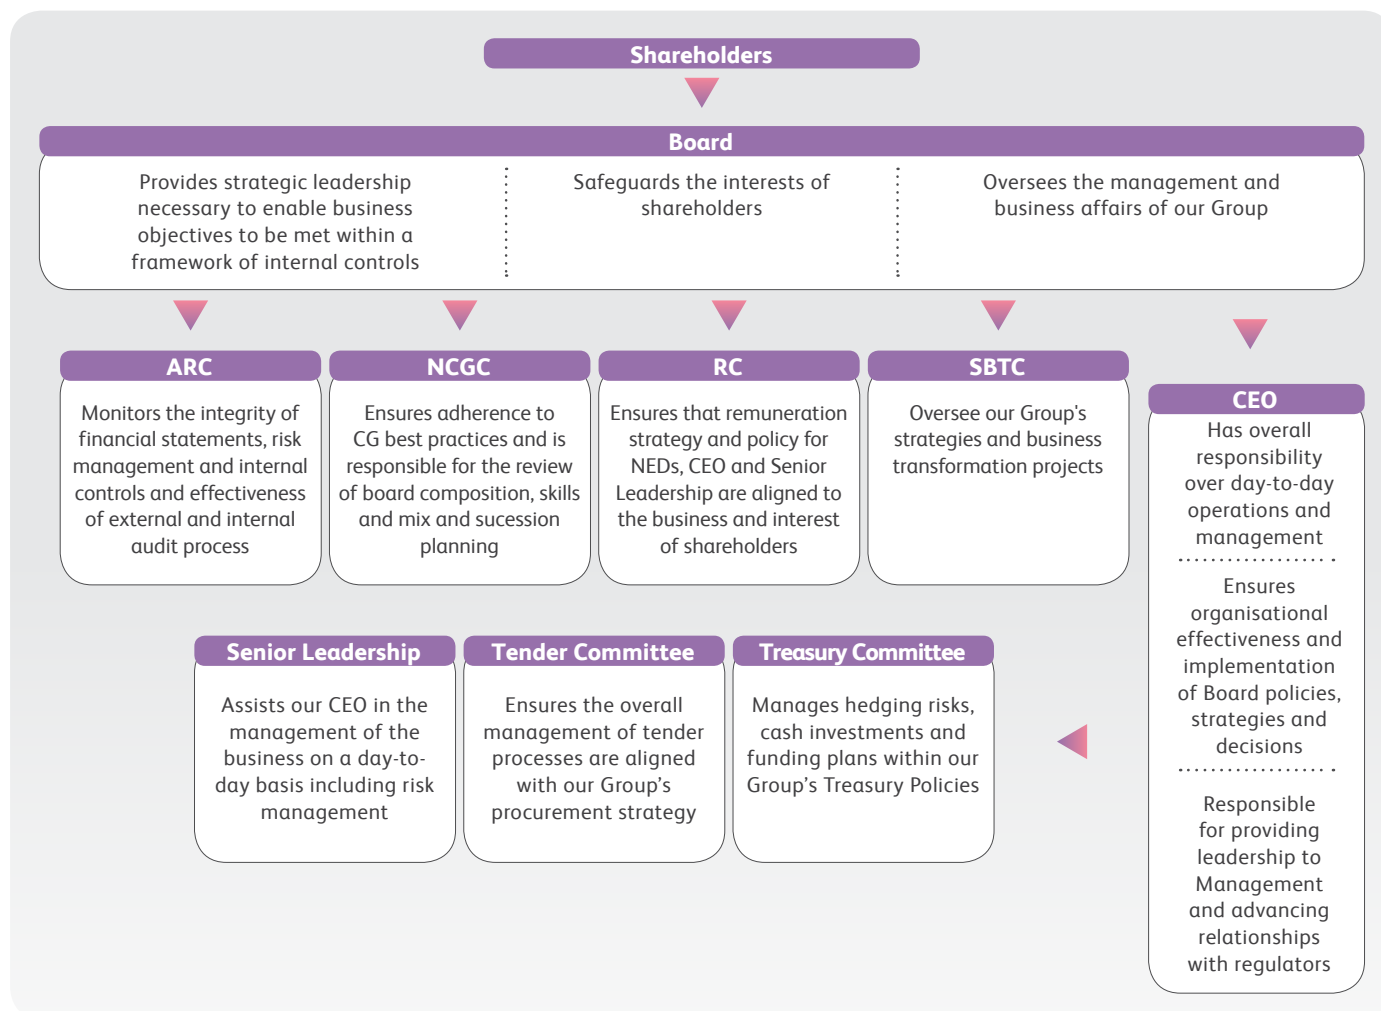 Shareholders
Board
Provides strategic leadership
necessary to enable business
objectives to be met within a
framework of internal controls
Safeguards the interests of
shareholders
Oversees the management and
business affairs of our Group
ARC
Monitors the integrity of
financial statements, risk
management and internal
controls and effectiveness
of external and internal
audit process
NCGC
Ensures adherence to
CG best practices and is
responsible for the review
of board composition, skills
and mix and sucession
planning
RC
Ensures that remuneration
strategy and policy for
NEDs, CEO and Senior
Leadership are aligned to
the business and interest
of shareholders
SBTC
Oversee our Group's
strategies and business
transformation projects
CEO
Has overall
responsibility
over day-to-day
operations and
management
Ensures
organisational
effectiveness and
implementation
of Board policies,
strategies and
decisions
Responsible
for providing
leadership to
Management
and advancing
relationships
with regulators
Senior Leadership
Assists our CEO in the
management of the
business on a day-to-
day basis including risk
management
Tender Committee
Ensures the overall
management of tender
processes are aligned
with our Group’s
procurement strategy
Treasury Committee
Manages hedging risks,
cash investments and
funding plans within our
Group’s Treasury Policies